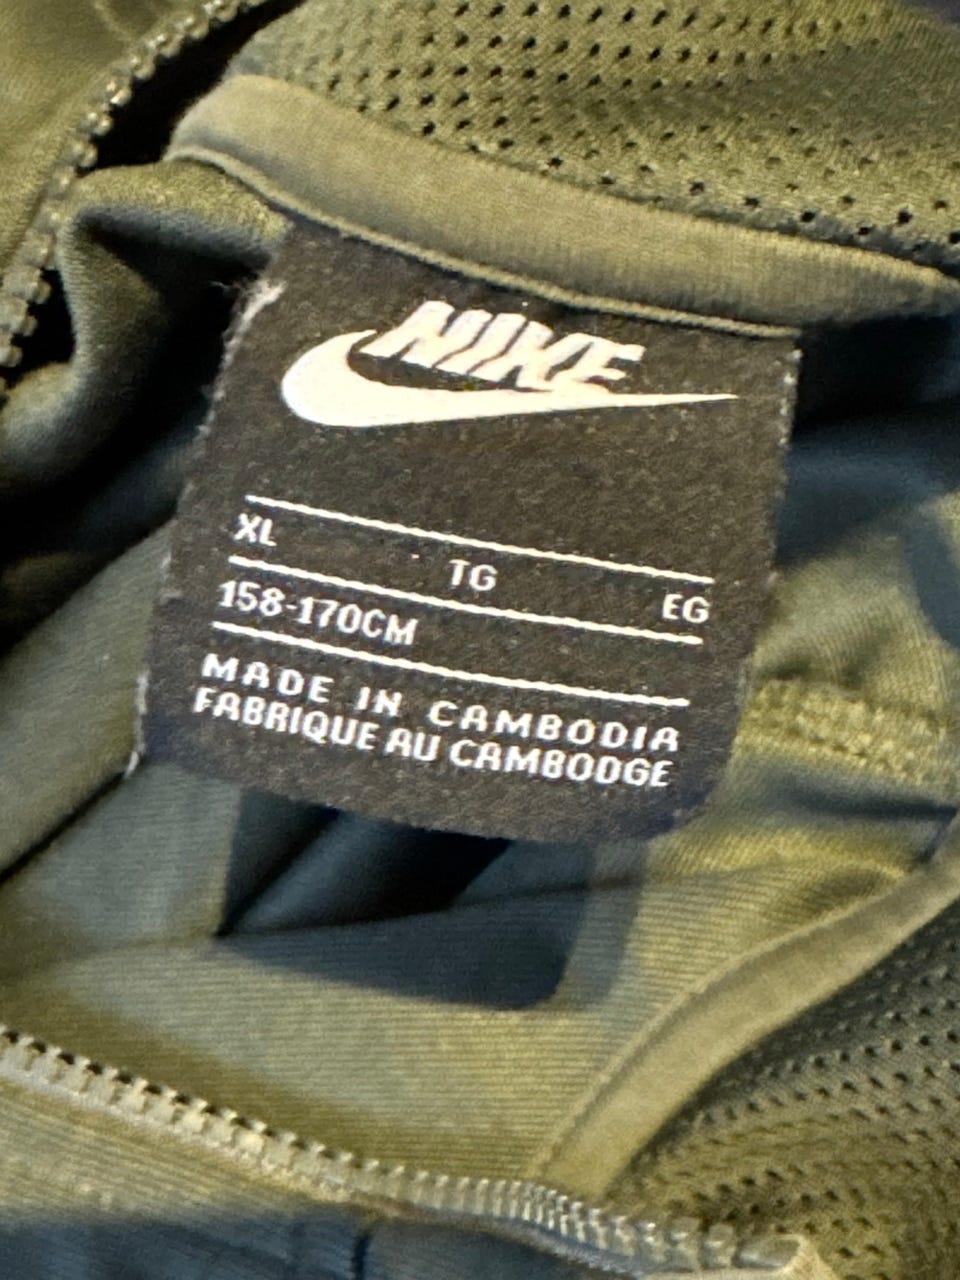 NIKE
XL TG EG
158-170CM
MADE IN CAMBODIA
FABRIQUE AU CAMBODGE